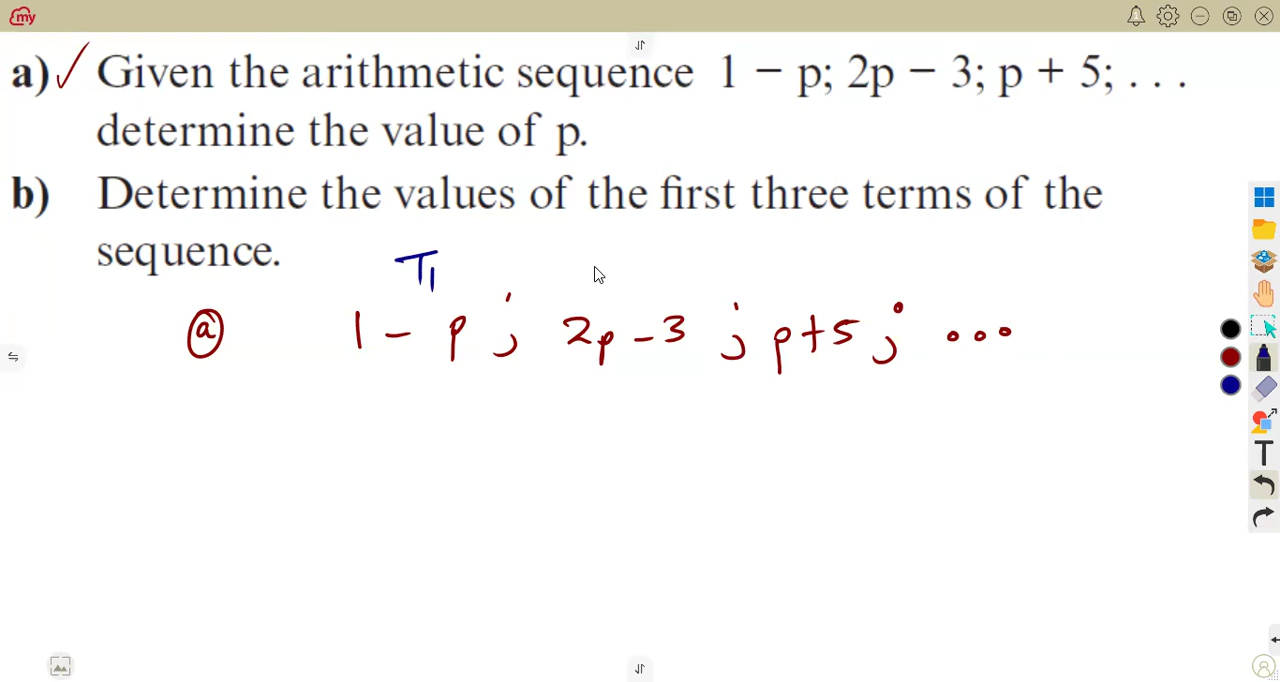 my
a) ✓ Given the arithmetic sequence 1 − p; 2p − 3; p + 5; . . .
determine the value of p.
b) Determine the values of the first three terms of the
sequence.
T1
(a) 1 - p ; 2p - 3 ; p + 5 ; ...
T